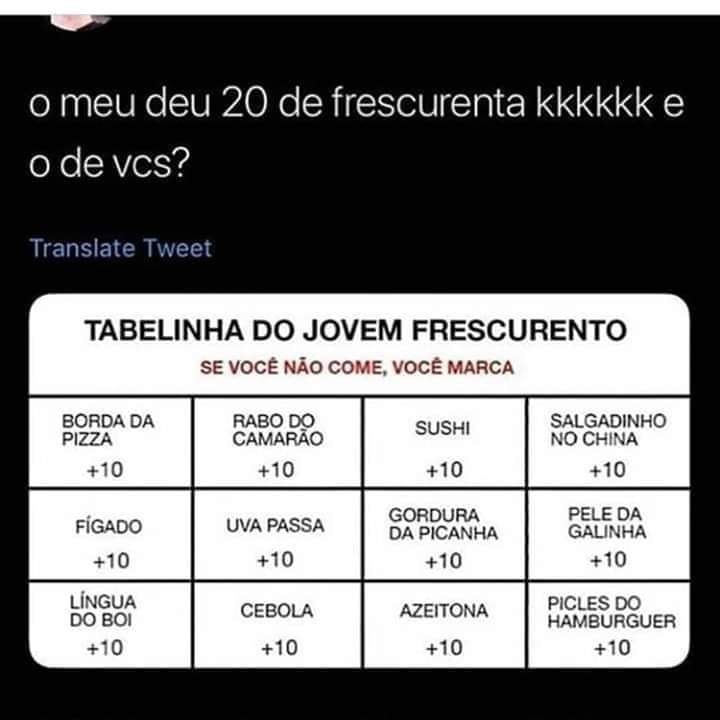 o meu deu 20 de frescurenta kkkkkk e
o de vcs?
Translate Tweet
TABELINHA DO JOVEM FRESCURENTO
SE VOCÊ NÃO COME, VOCÊ MARCA
BORDA DA
PIZZA
+10
RABO DO
CAMARÃO
+10
SUSHI
+10
SALGADINHO
NO CHINA
+10
FÍGADO
+10
UVA PASSA
+10
GORDURA
DA PICANHA
+10
PELE DA
GALINHA
+10
LÍNGUA
DO BOI
+10
CEBOLA
+10
AZEITONA
+10
PICLES DO
HAMBURGUER
+10